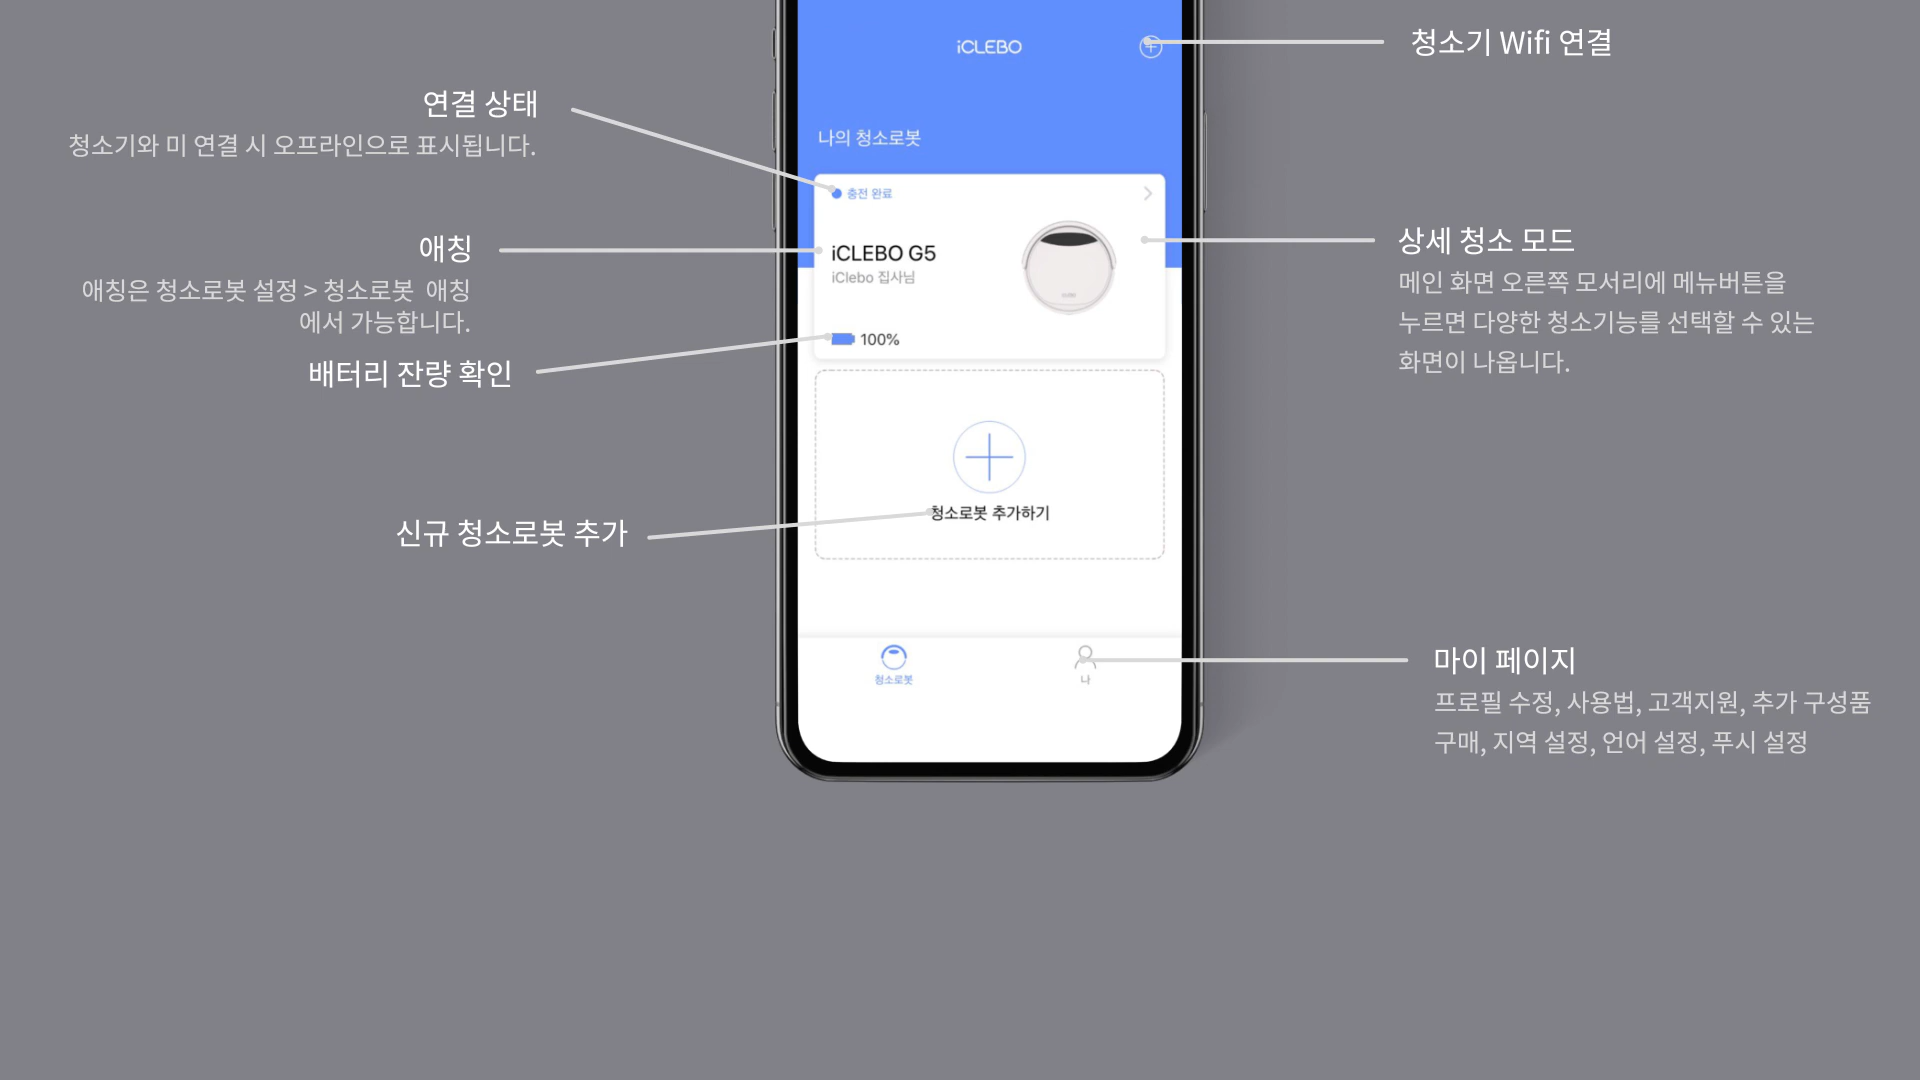 iCLEBO
청소기 Wifi 연결
연결 상태
청소기와 미 연결 시 오프라인으로 표시됩니다.
나의 청소로봇
충전 완료
애칭
애칭은 청소로봇 설정 > 청소로봇 애칭
에서 가능합니다.
iCLEBO G5
iClebo 집사님
상세 청소 모드
메인 화면 오른쪽 모서리에 메뉴버튼을
누르면 다양한 청소기능를 선택할 수 있는
화면이 나옵니다.
배터리 잔량 확인
100%
신규 청소로봇 추가
청소로봇 추가하기
마이 페이지
프로필 수정, 사용법, 고객지원, 추가 구성품
구매, 지역 설정, 언어 설정, 푸시 설정
청소로봇
나